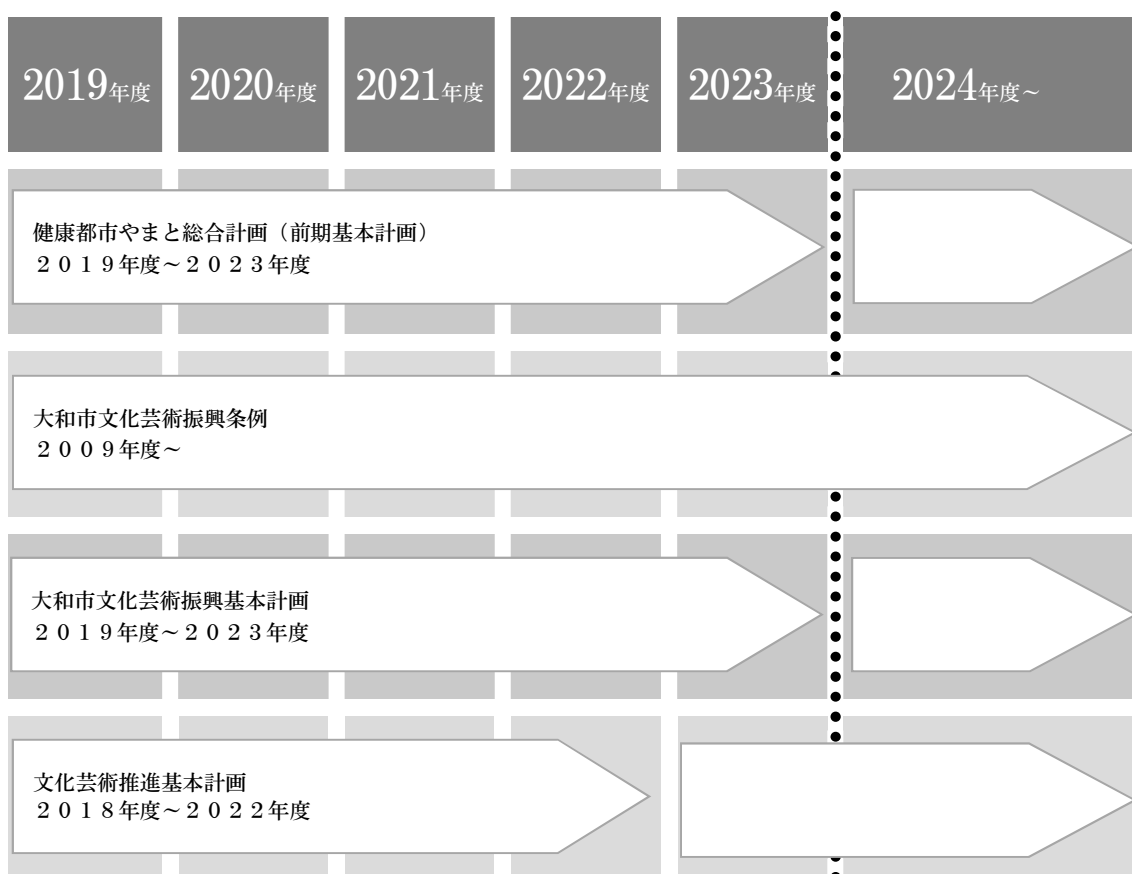 2019年度 2020年度 2021年度 2022年度 2023年度 2024年度~
健康都市やまと総合計画(前期基本計画)
2019年度~2023年度
大和市文化芸術振興条例
2009年度~
大和市文化芸術振興基本計画
2019年度~2023年度
文化芸術推進基本計画
2018年度~2022年度